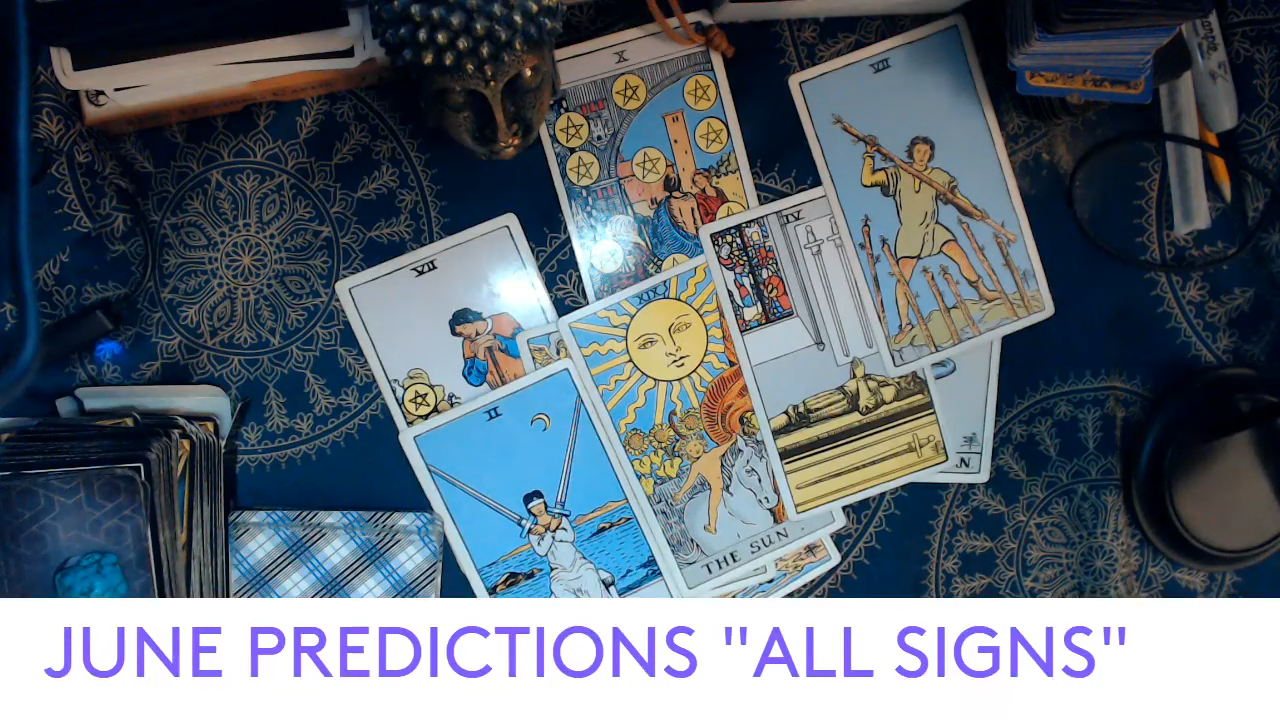 X
VII
IV
VII
XIX
II
N
THE SUN
JUNE PREDICTIONS "ALL SIGNS"